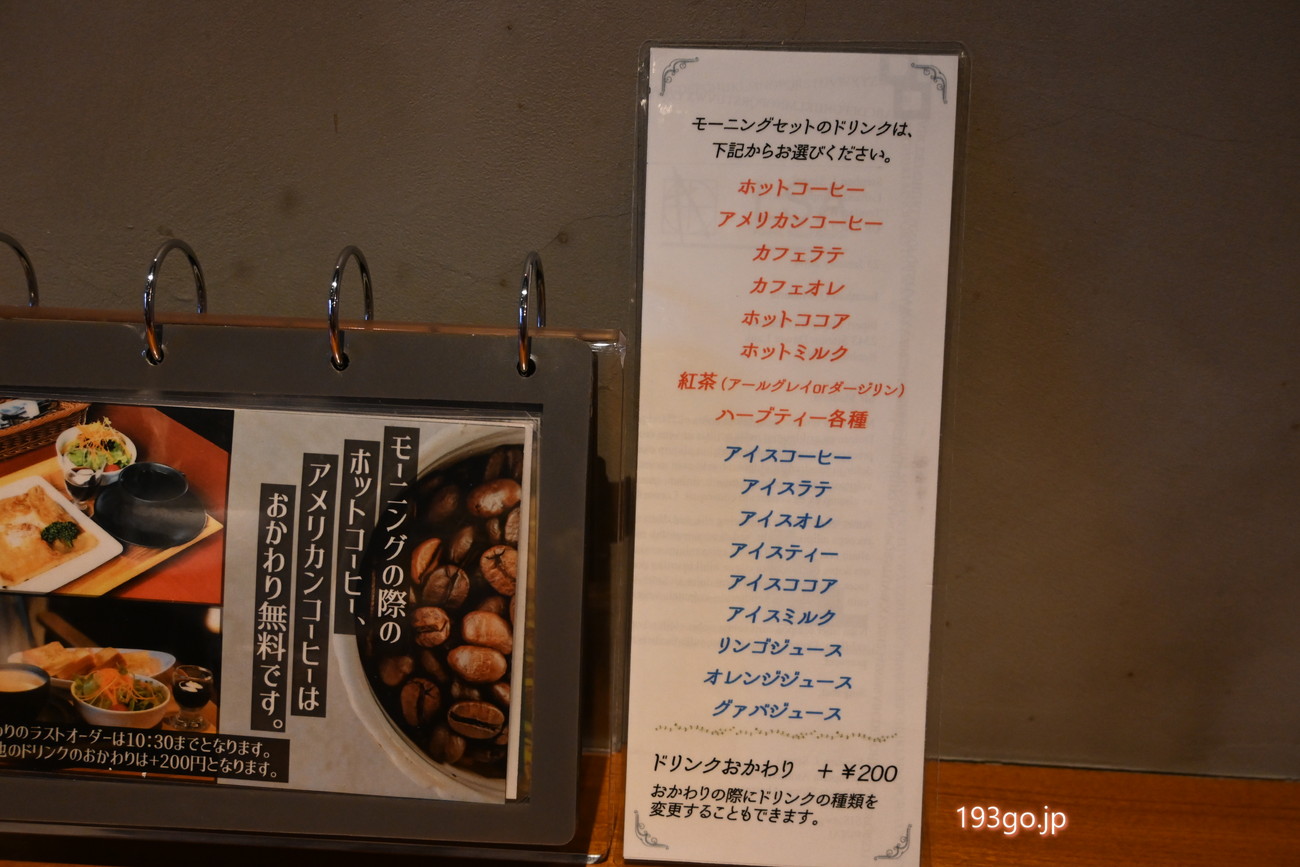 モーニングの際の
ホットコーヒー、
アメリカンコーヒーは
おかわり無料です。
わりのラストオーダーは10:30までとなります。
他のドリンクのおかわりは+200円となります。
モーニングセットのドリンクは、
下記からお選びください。
ホットコーヒー
アメリカンコーヒー
カフェラテ
カフェオレ
ホットココア
ホットミルク
紅茶（アールグレイorダージリン）
ハーブティー各種
アイスコーヒー
アイスラテ
アイスオレ
アイスティー
アイスココア
アイスミルク
リンゴジュース
オレンジジュース
グァバジュース
ドリンクおかわり ＋￥200
おかわりの際にドリンクの種類を
変更することもできます。
193go.jp